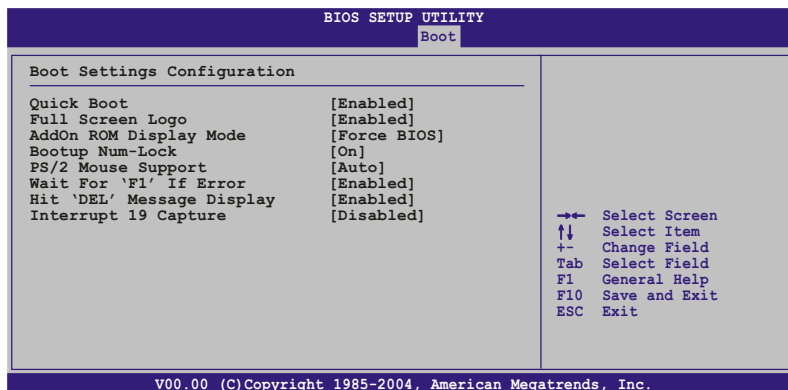 BIOS SETUP UTILITY
Boot
Boot Settings Configuration
Quick Boot [Enabled]
Full Screen Logo [Enabled]
AddOn ROM Display Mode [Force BIOS]
Bootup Num-Lock [On]
PS/2 Mouse Support [Auto]
Wait For ‘F1’ If Error [Enabled]
Hit ‘DEL’ Message Display [Enabled]
Interrupt 19 Capture [Disabled]
→← Select Screen
↑↓ Select Item
+- Change Field
Tab Select Field
F1 General Help
F10 Save and Exit
ESC Exit
V00.00 (C)Copyright 1985-2004, American Megatrends, Inc.